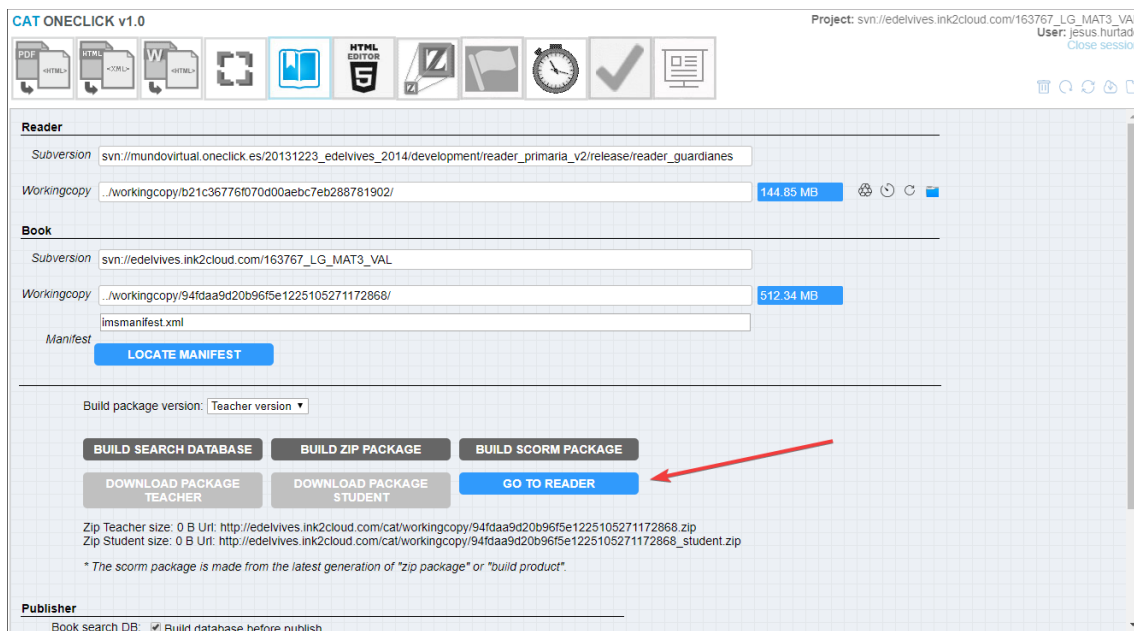 CAT ONECLICK v1.0
Project: svn://edelvives.ink2cloud.com/163767_LG_MAT3_VA
User: jesus.hurtad
Close sessio
PDF <HTML>
HTML <XML>
W <HTML>
HTML EDITOR 5
Z Z
Reader
Subversion svn://mundovirtual.oneclick.es/20131223_edelvives_2014/development/reader_primaria_v2/release/reader_guardianes
Workingcopy ../workingcopy/b21c36776f070d00aebc7eb288781902/ 144.85 MB
Book
Subversion svn://edelvives.ink2cloud.com/163767_LG_MAT3_VAL
Workingcopy ../workingcopy/94fdaa9d20b96f5e1225105271172868/ 512.34 MB
imsmanifest.xml
Manifest
LOCATE MANIFEST
Build package version: Teacher version
BUILD SEARCH DATABASE BUILD ZIP PACKAGE BUILD SCORM PACKAGE
DOWNLOAD PACKAGE TEACHER DOWNLOAD PACKAGE STUDENT GO TO READER
Zip Teacher size: 0 B Url: http://edelvives.ink2cloud.com/cat/workingcopy/94fdaa9d20b96f5e1225105271172868.zip
Zip Student size: 0 B Url: http://edelvives.ink2cloud.com/cat/workingcopy/94fdaa9d20b96f5e1225105271172868_student.zip
* The scorm package is made from the latest generation of "zip package" or "build product".
Publisher
Book search DB: Build database before publish